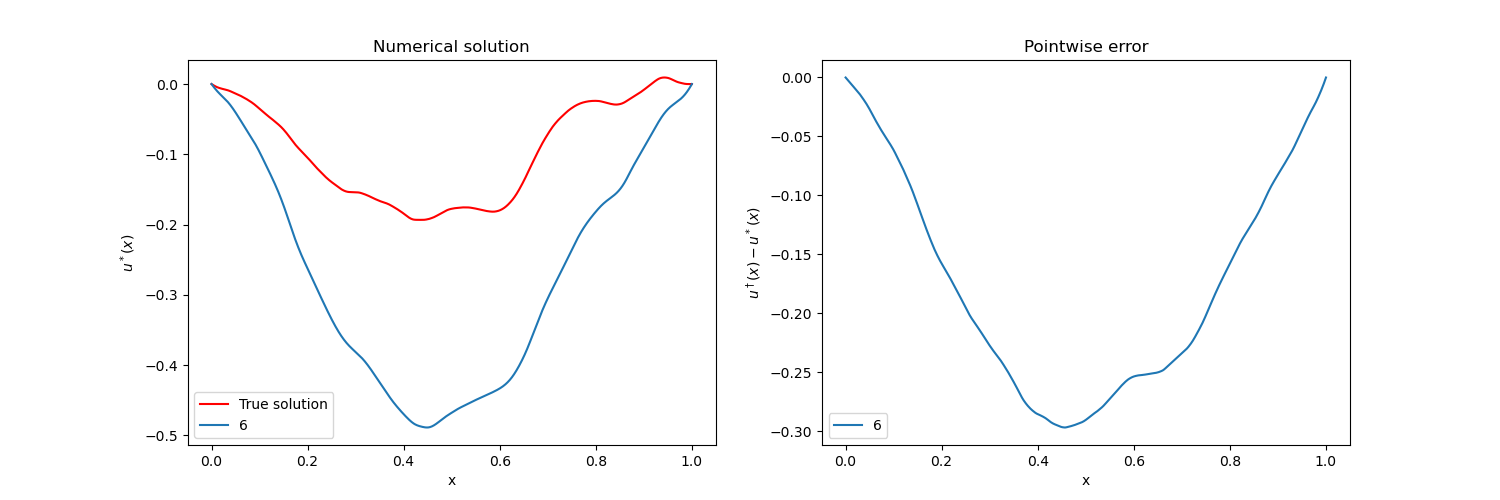 Numerical solution
u*(x)
0.0
−0.1
−0.2
−0.3
−0.4
−0.5
True solution
6
0.0 0.2 0.4 0.6 0.8 1.0
x
Pointwise error
u†(x) − u*(x)
0.00
−0.05
−0.10
−0.15
−0.20
−0.25
−0.30
6
0.0 0.2 0.4 0.6 0.8 1.0
x